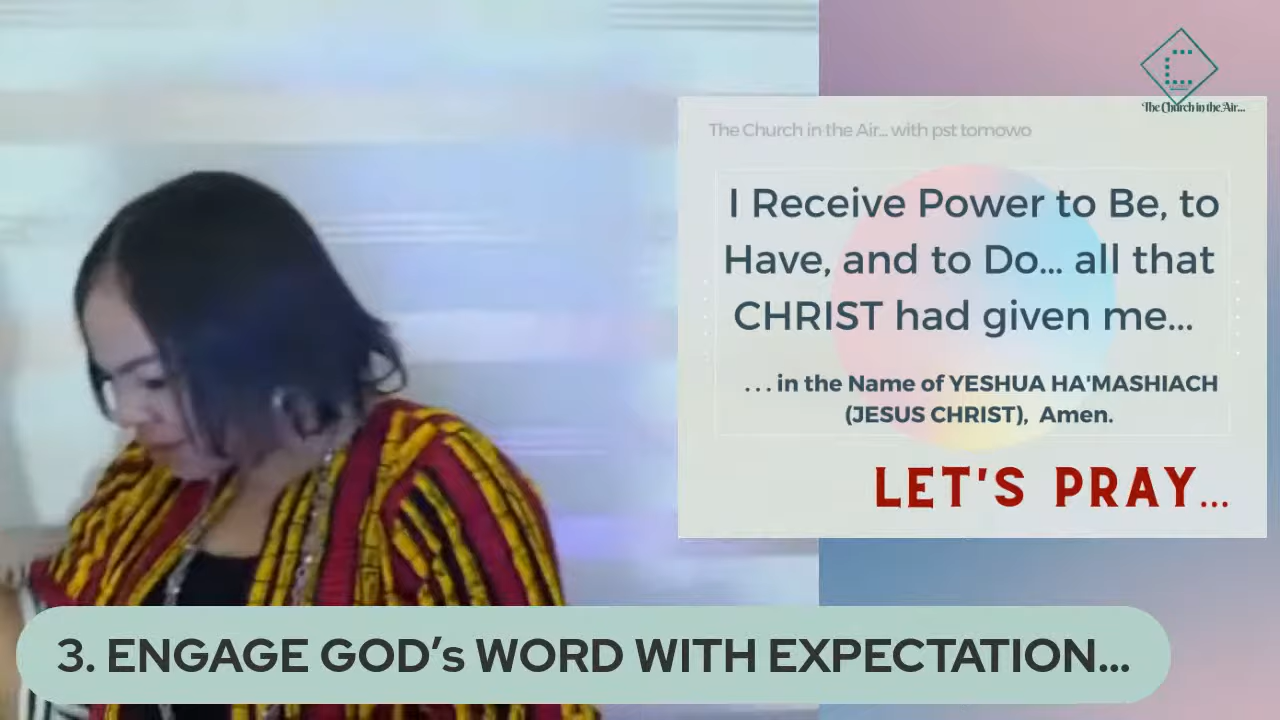 The Church in the Air...
The Church in the Air... with pst tomowo
I Receive Power to Be, to
Have, and to Do... all that
CHRIST had given me...
... in the Name of YESHUA HA'MASHIACH
(JESUS CHRIST), Amen.
LET'S PRAY...
3. ENGAGE GOD's WORD WITH EXPECTATION...